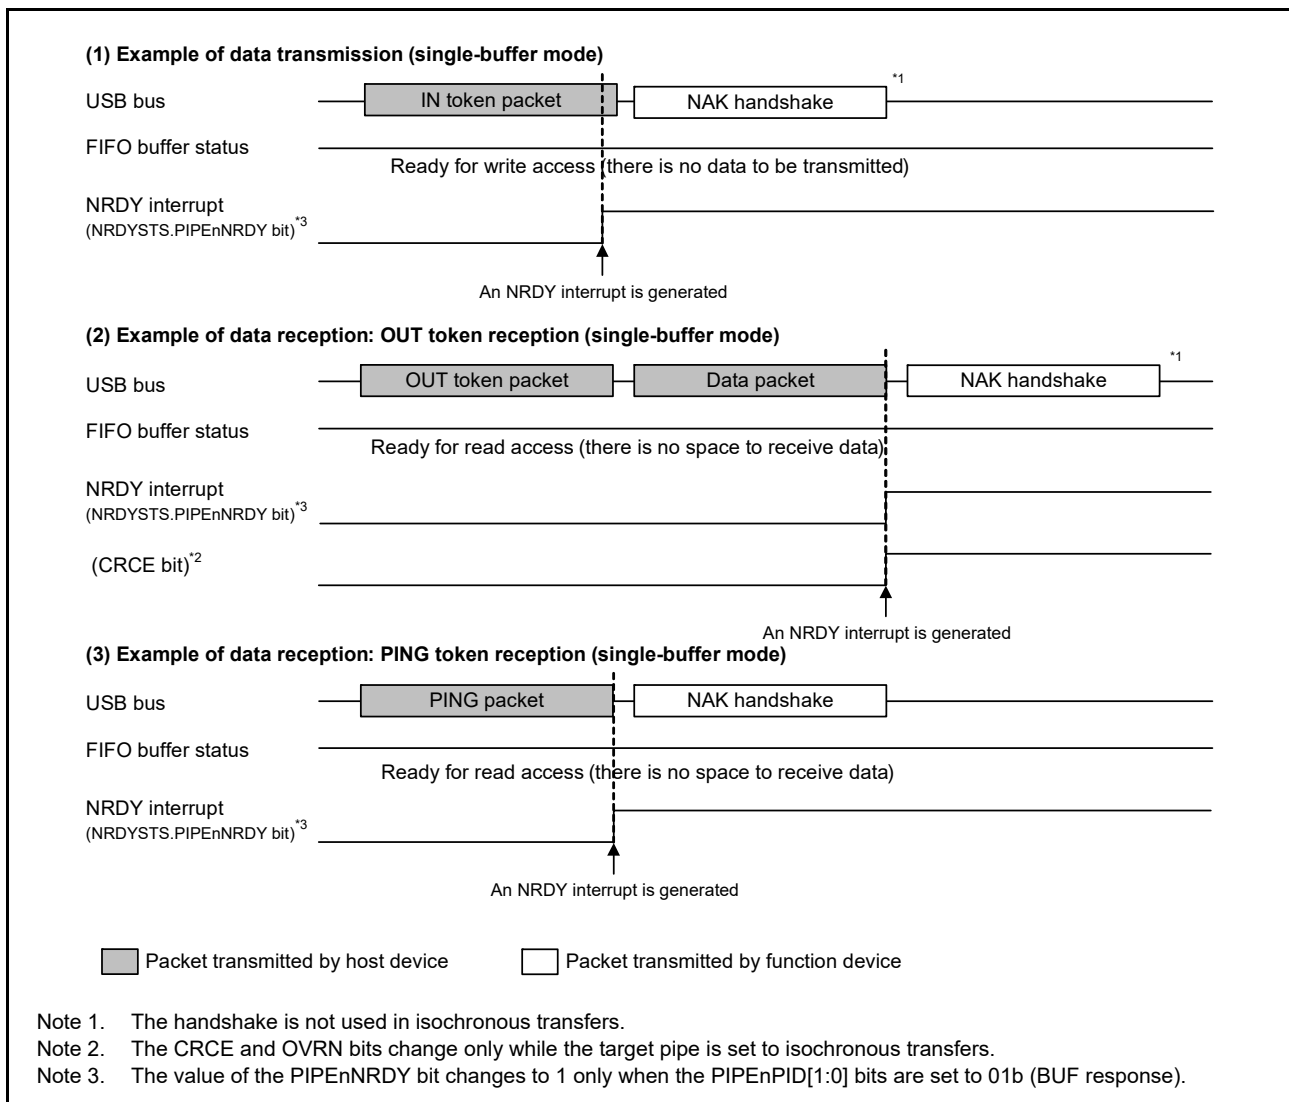 (1) Example of data transmission (single-buffer mode)
USB bus
IN token packet
NAK handshake
*1
FIFO buffer status
Ready for write access (there is no data to be transmitted)
NRDY interrupt
(NRDYSTS.PIPEnNRDY bit)*3
An NRDY interrupt is generated
(2) Example of data reception: OUT token reception (single-buffer mode)
USB bus
OUT token packet
Data packet
NAK handshake
*1
FIFO buffer status
Ready for read access (there is no space to receive data)
NRDY interrupt
(NRDYSTS.PIPEnNRDY bit)*3
(CRCE bit)*2
An NRDY interrupt is generated
(3) Example of data reception: PING token reception (single-buffer mode)
USB bus
PING packet
NAK handshake
FIFO buffer status
Ready for read access (there is no space to receive data)
NRDY interrupt
(NRDYSTS.PIPEnNRDY bit)*3
An NRDY interrupt is generated
Packet transmitted by host device
Packet transmitted by function device
Note 1. The handshake is not used in isochronous transfers.
Note 2. The CRCE and OVRN bits change only while the target pipe is set to isochronous transfers.
Note 3. The value of the PIPEnNRDY bit changes to 1 only when the PIPEnPID[1:0] bits are set to 01b (BUF response).